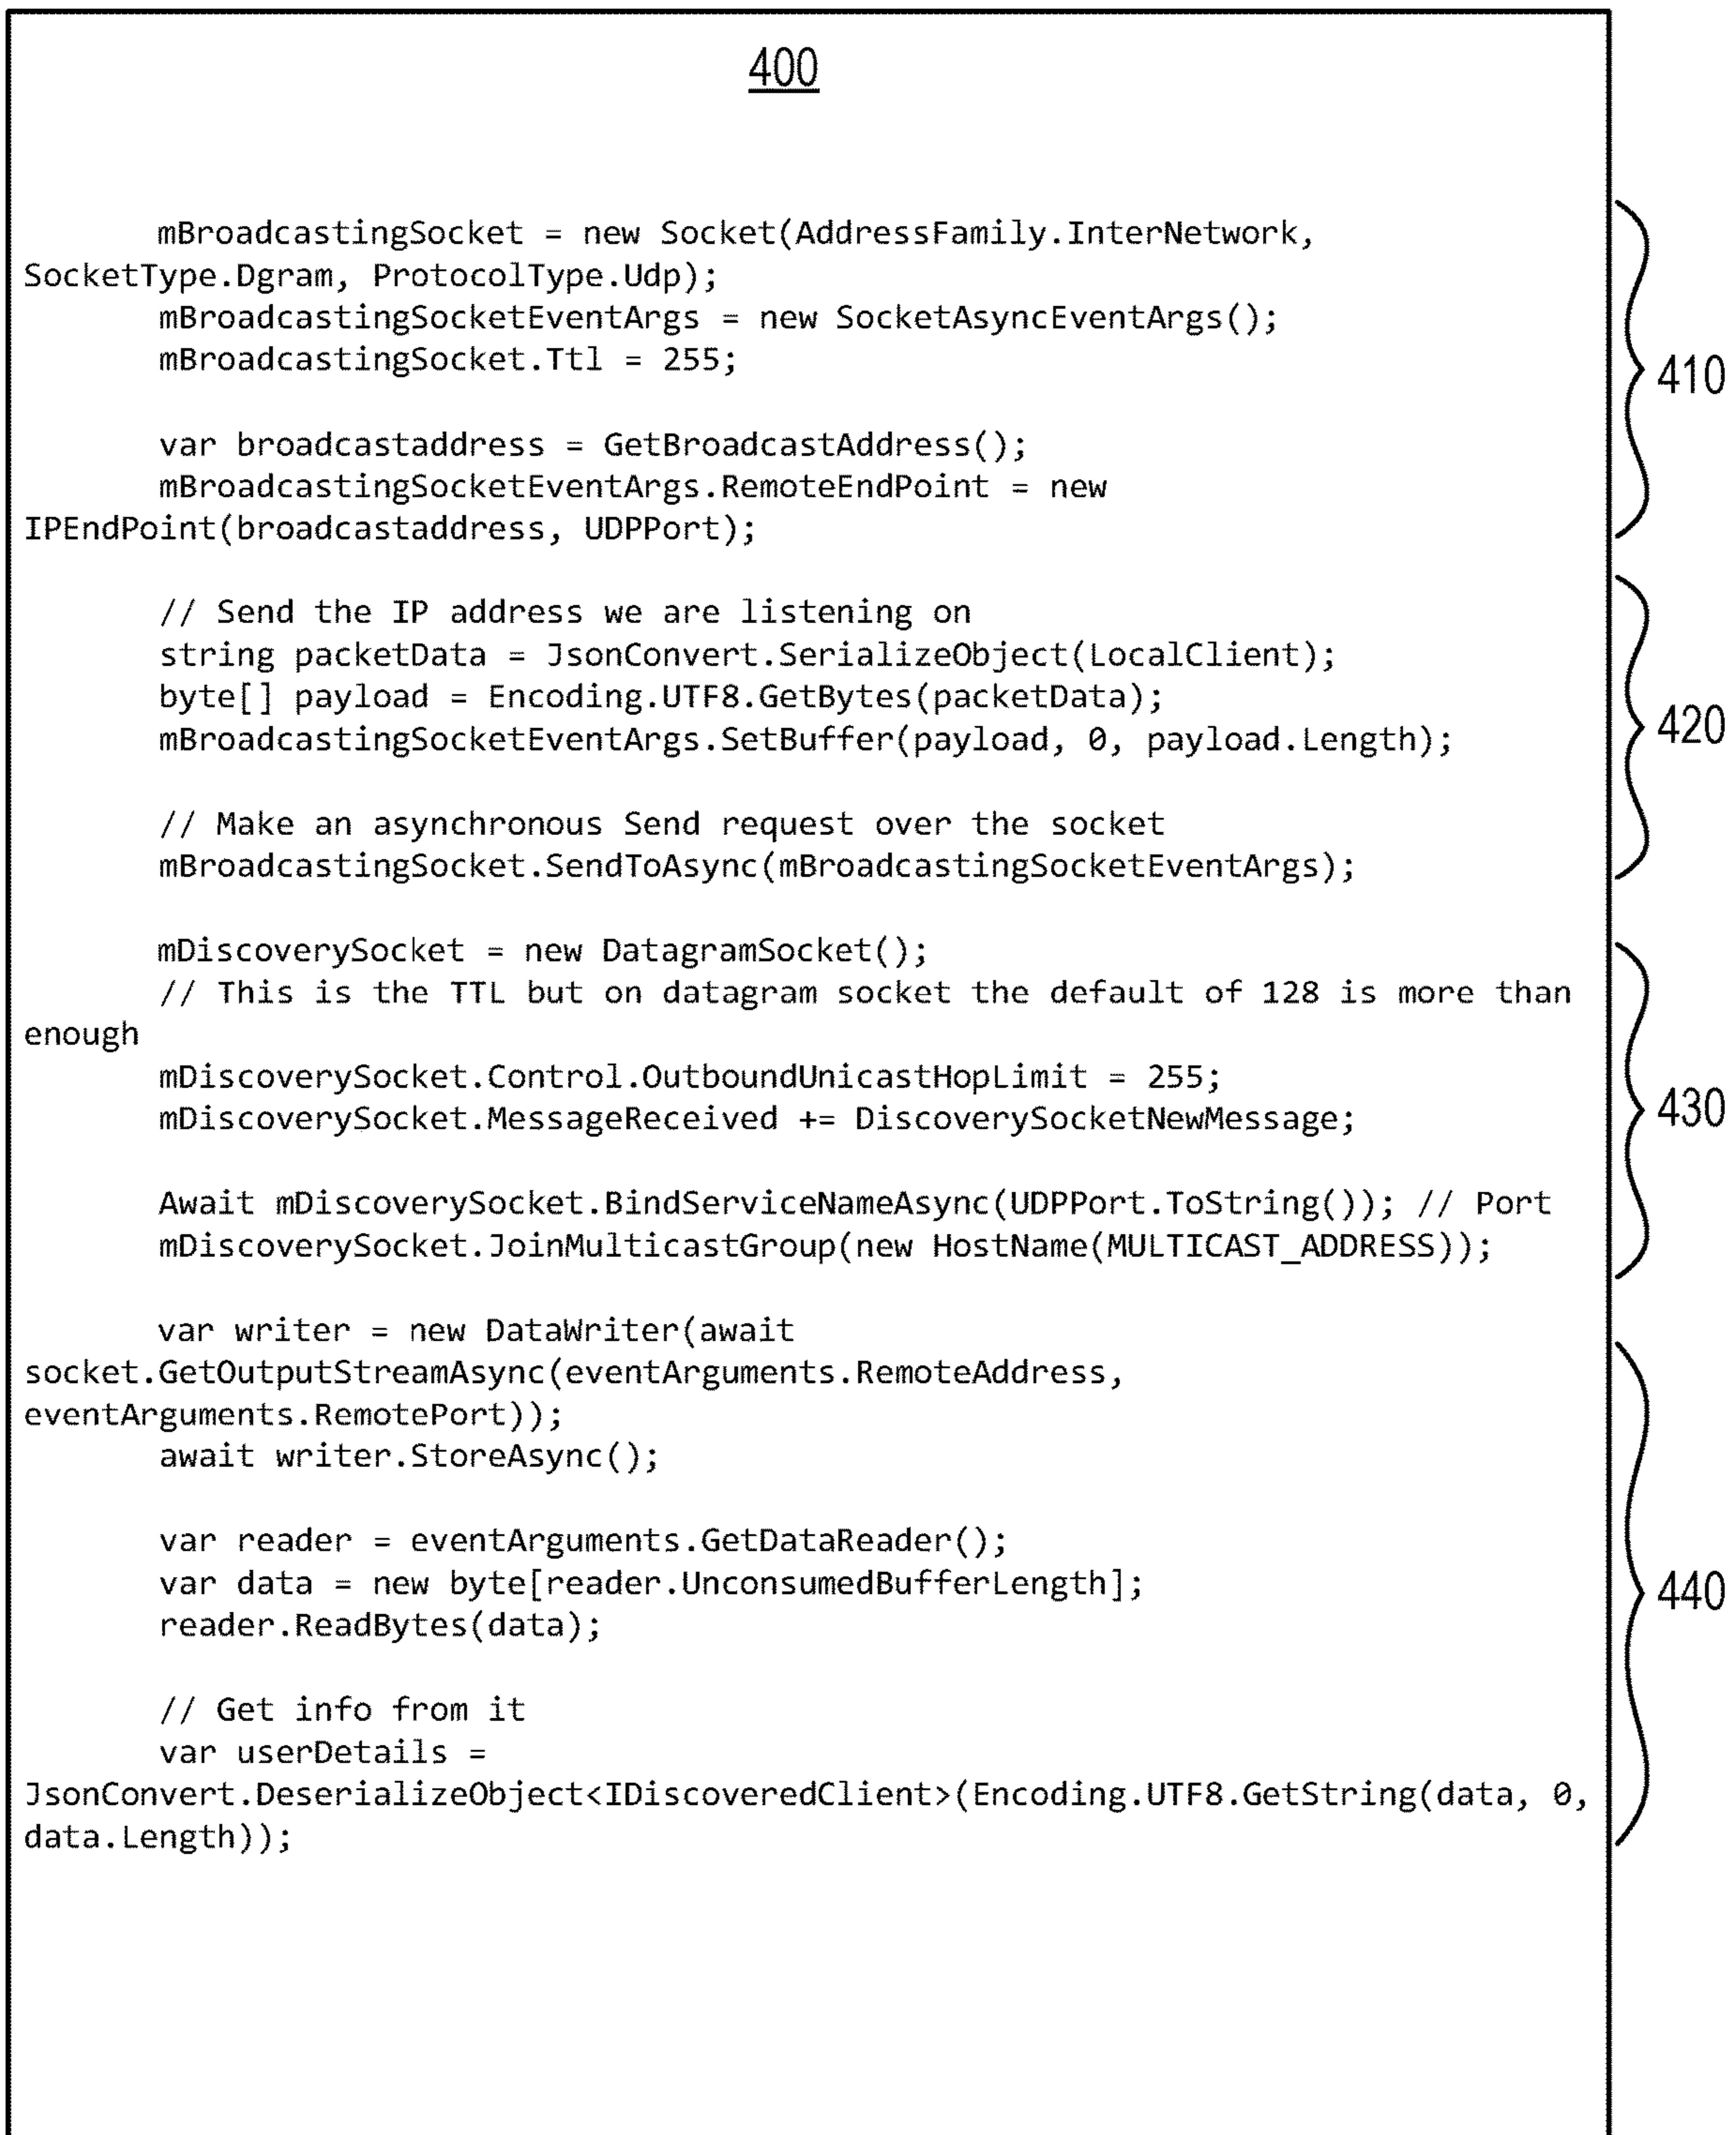 400
mBroadcastingSocket = new Socket(AddressFamily.InterNetwork,
SocketType.Dgram, ProtocolType.Udp);
mBroadcastingSocketEventArgs = new SocketAsyncEventArgs();
mBroadcastingSocket.Ttl = 255;
var broadcastaddress = GetBroadcastAddress();
mBroadcastingSocketEventArgs.RemoteEndPoint = new
IPEndPoint(broadcastaddress, UDPPort);
410
// Send the IP address we are listening on
string packetData = JsonConvert.SerializeObject(LocalClient);
byte[] payload = Encoding.UTF8.GetBytes(packetData);
mBroadcastingSocketEventArgs.SetBuffer(payload, 0, payload.Length);
// Make an asynchronous Send request over the socket
mBroadcastingSocket.SendToAsync(mBroadcastingSocketEventArgs);
420
mDiscoverySocket = new DatagramSocket();
// This is the TTL but on datagram socket the default of 128 is more than
enough
mDiscoverySocket.Control.OutboundUnicastHopLimit = 255;
mDiscoverySocket.MessageReceived += DiscoverySocketNewMessage;
Await mDiscoverySocket.BindServiceNameAsync(UDPPort.ToString()); // Port
mDiscoverySocket.JoinMulticastGroup(new HostName(MULTICAST_ADDRESS));
430
var writer = new DataWriter(await
socket.GetOutputStreamAsync(eventArguments.RemoteAddress,
eventArguments.RemotePort));
await writer.StoreAsync();
var reader = eventArguments.GetDataReader();
var data = new byte[reader.UnconsumedBufferLength];
reader.ReadBytes(data);
// Get info from it
var userDetails =
JsonConvert.DeserializeObject<IDiscoveredClient>(Encoding.UTF8.GetString(data, 0,
data.Length));
440